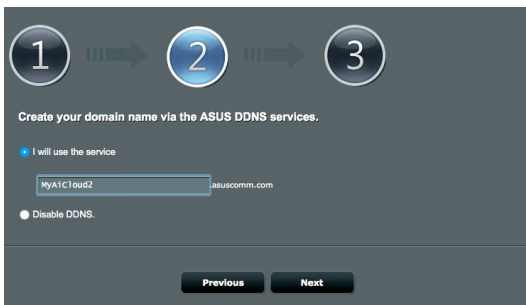 1 2 3
Create your domain name via the ASUS DDNS services.
I will use the service
MyAiCloud2 .asuscomm.com
Disable DDNS.
Previous Next